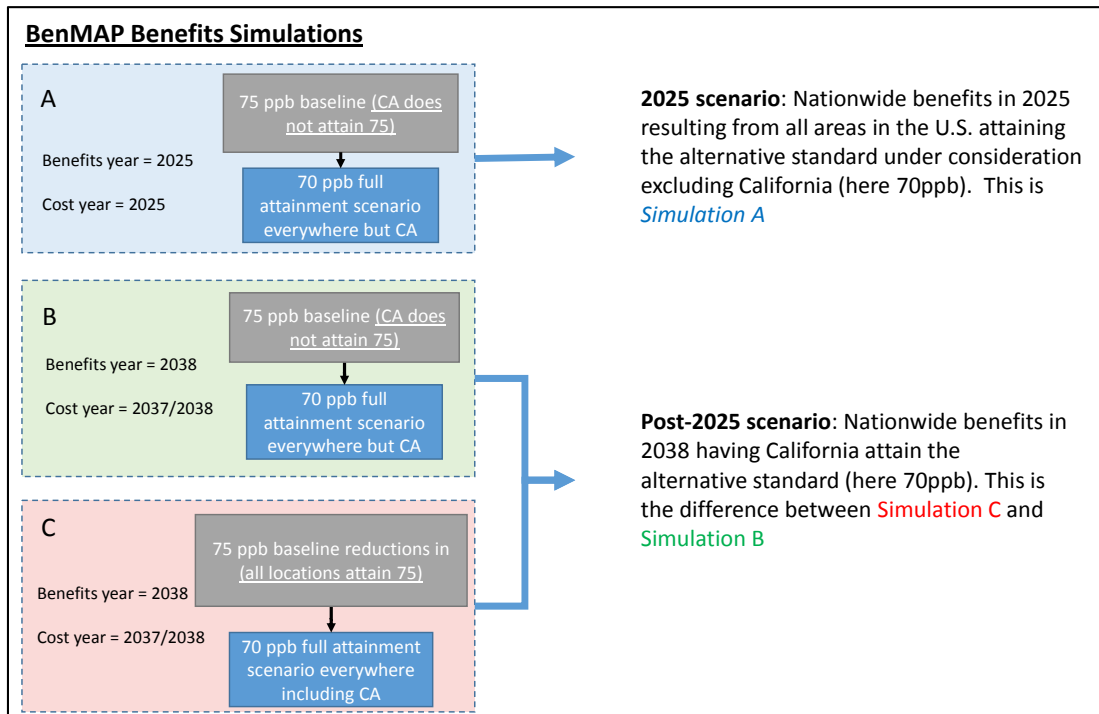 BenMAP Benefits Simulations
A
75 ppb baseline (CA does
not attain 75)
Benefits year = 2025
Cost year = 2025
70 ppb full
attainment scenario
everywhere but CA
2025 scenario: Nationwide benefits in 2025
resulting from all areas in the U.S. attaining
the alternative standard under consideration
excluding California (here 70ppb).  This is
Simulation A
B
75 ppb baseline (CA does
not attain 75)
Benefits year = 2038
Cost year = 2037/2038
70 ppb full
attainment scenario
everywhere but CA
C
75 ppb baseline reductions in
(all locations attain 75)
Benefits year = 2038
Cost year = 2037/2038
70 ppb full attainment
scenario everywhere
including CA
Post-2025 scenario: Nationwide benefits in
2038 having California attain the
alternative standard (here 70ppb). This is
the difference between Simulation C and
Simulation B